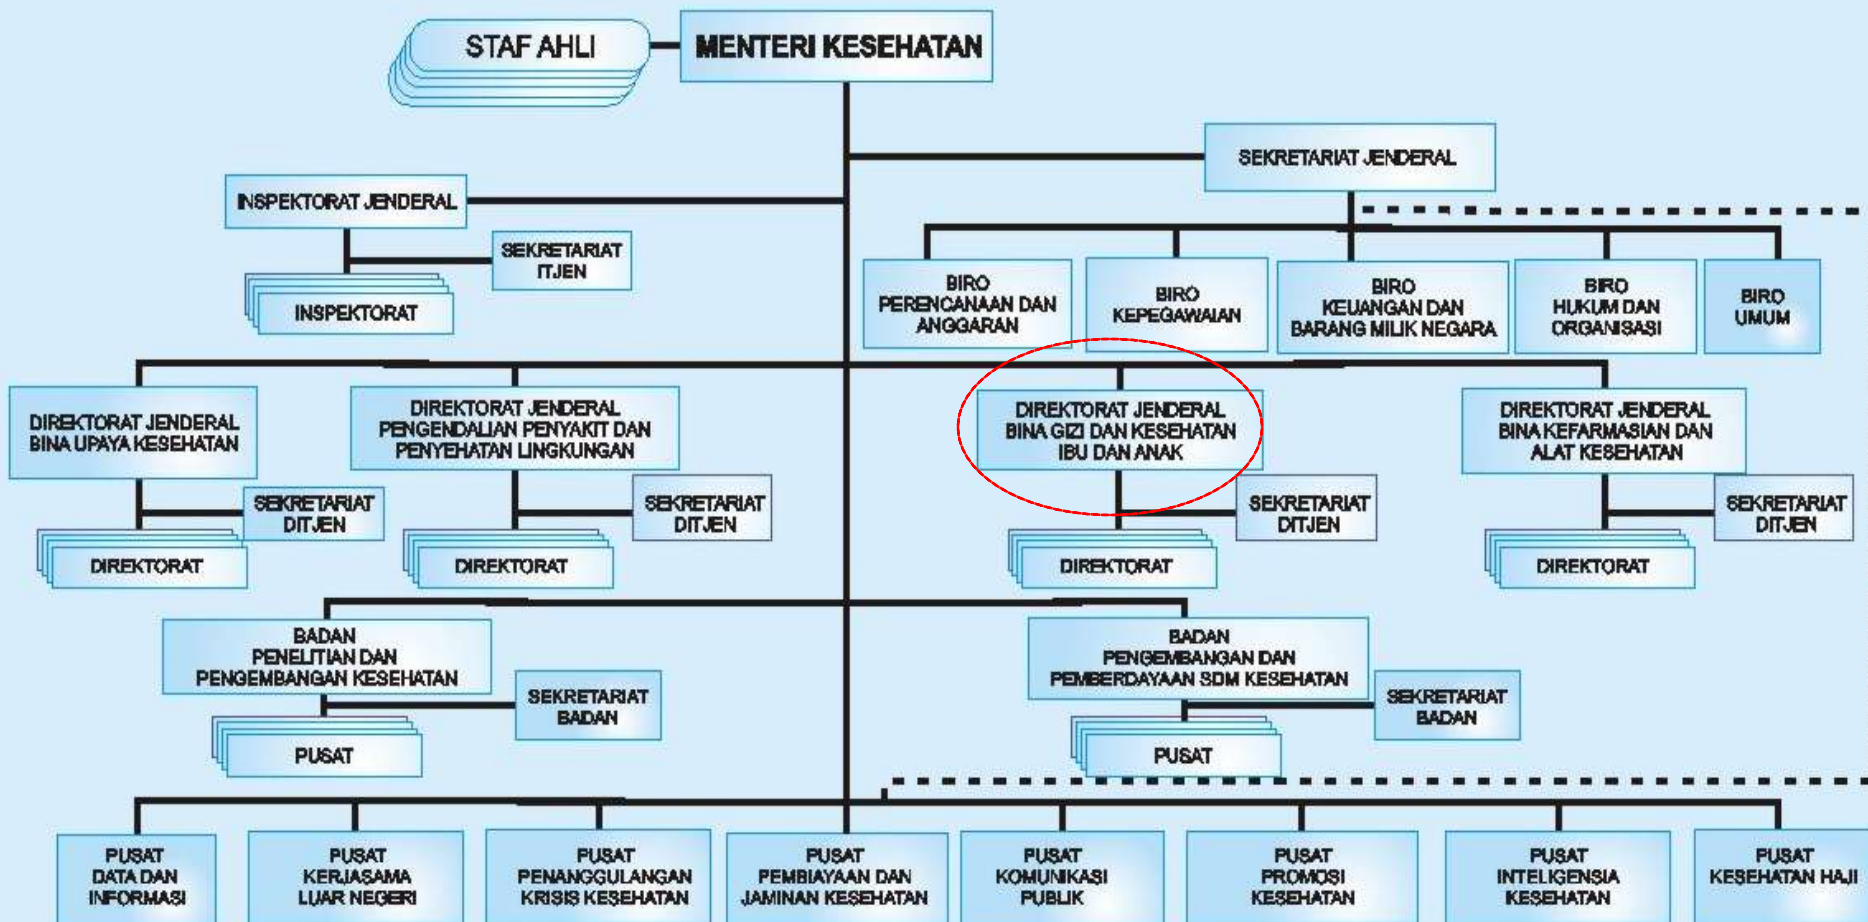 STAF AHLI
MENTERI KESEHATAN
SEKRETARIAT JENDERAL
INSPEKTORAT JENDERAL
SEKRETARIAT
ITJEN
INSPEKTORAT
BIRO
PERENCANAAN DAN
ANGGARAN
BIRO
KEPEGAWAIAN
BIRO
KEUANGAN DAN
BARANG MILIK NEGARA
BIRO
HUKUM DAN
ORGANISASI
BIRO
UMUM
DIREKTORAT JENDERAL
BINA UPAYA KESEHATAN
SEKRETARIAT
DITJEN
DIREKTORAT
DIREKTORAT JENDERAL
PENGENDALIAN PENYAKIT DAN
PENYEHATAN LINGKUNGAN
SEKRETARIAT
DITJEN
DIREKTORAT
DIREKTORAT JENDERAL
BINA GIZI DAN KESEHATAN
IBU DAN ANAK
SEKRETARIAT
DITJEN
DIREKTORAT
DIREKTORAT JENDERAL
BINA KEFARMASIAN DAN
ALAT KESEHATAN
SEKRETARIAT
DITJEN
DIREKTORAT
BADAN
PENELITIAN DAN
PENGEMBANGAN KESEHATAN
SEKRETARIAT
BADAN
PUSAT
BADAN
PENGEMBANGAN DAN
PEMBERDAYAAN SDM KESEHATAN
SEKRETARIAT
BADAN
PUSAT
PUSAT
DATA DAN
INFORMASI
PUSAT
KERJASAMA
LUAR NEGERI
PUSAT
PENANGGULANGAN
KRISIS KESEHATAN
PUSAT
PEMBIAYAAN DAN
JAMINAN KESEHATAN
PUSAT
KOMUNIKASI
PUBLIK
PUSAT
PROMOSI
KESEHATAN
PUSAT
INTELIGENSIA
KESEHATAN
PUSAT
KESEHATAN HAJI